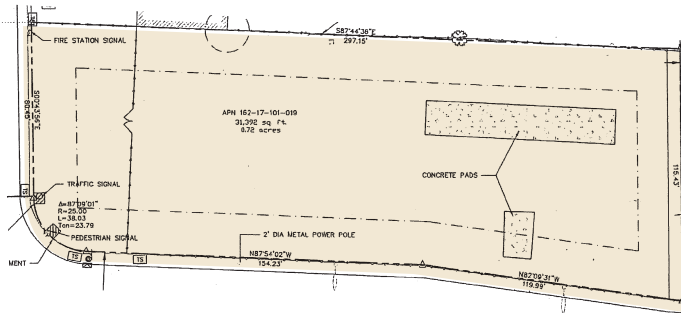 S87°44'36"E
297.15'
FIRE STATION SIGNAL
S00°43'56"E
80.45'
APN 162-17-101-019
31,392 sq ft.
0.72 acres
115.43'
CONCRETE PADS
TS
TRAFFIC SIGNAL
Δ=87°09'01"
R=25.00
L=38.03
Tan=23.79
PEDESTRIAN SIGNAL
2' DIA METAL POWER POLE
MENT
TS
TS
N87°54'02"W
154.23'
N82°09'31"W
119.99'